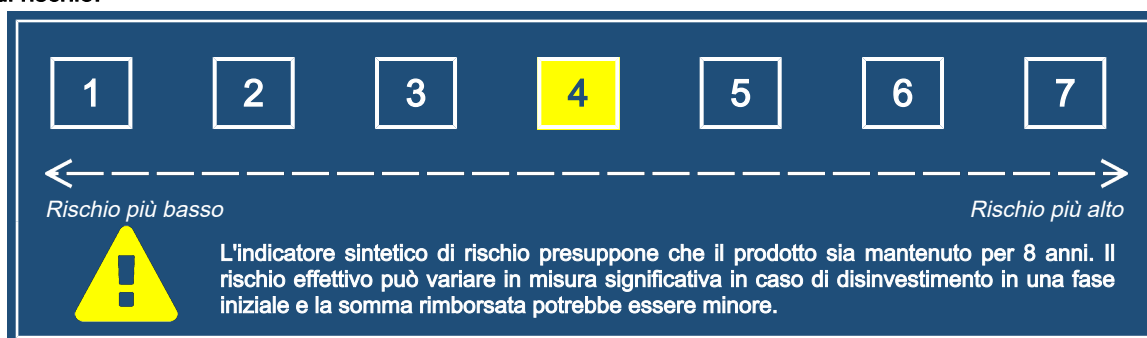 di rischio:
1 2 3 4 5 6 7
Rischio più basso Rischio più alto
L'indicatore sintetico di rischio presuppone che il prodotto sia mantenuto per 8 anni. Il
rischio effettivo può variare in misura significativa in caso di disinvestimento in una fase
iniziale e la somma rimborsata potrebbe essere minore.